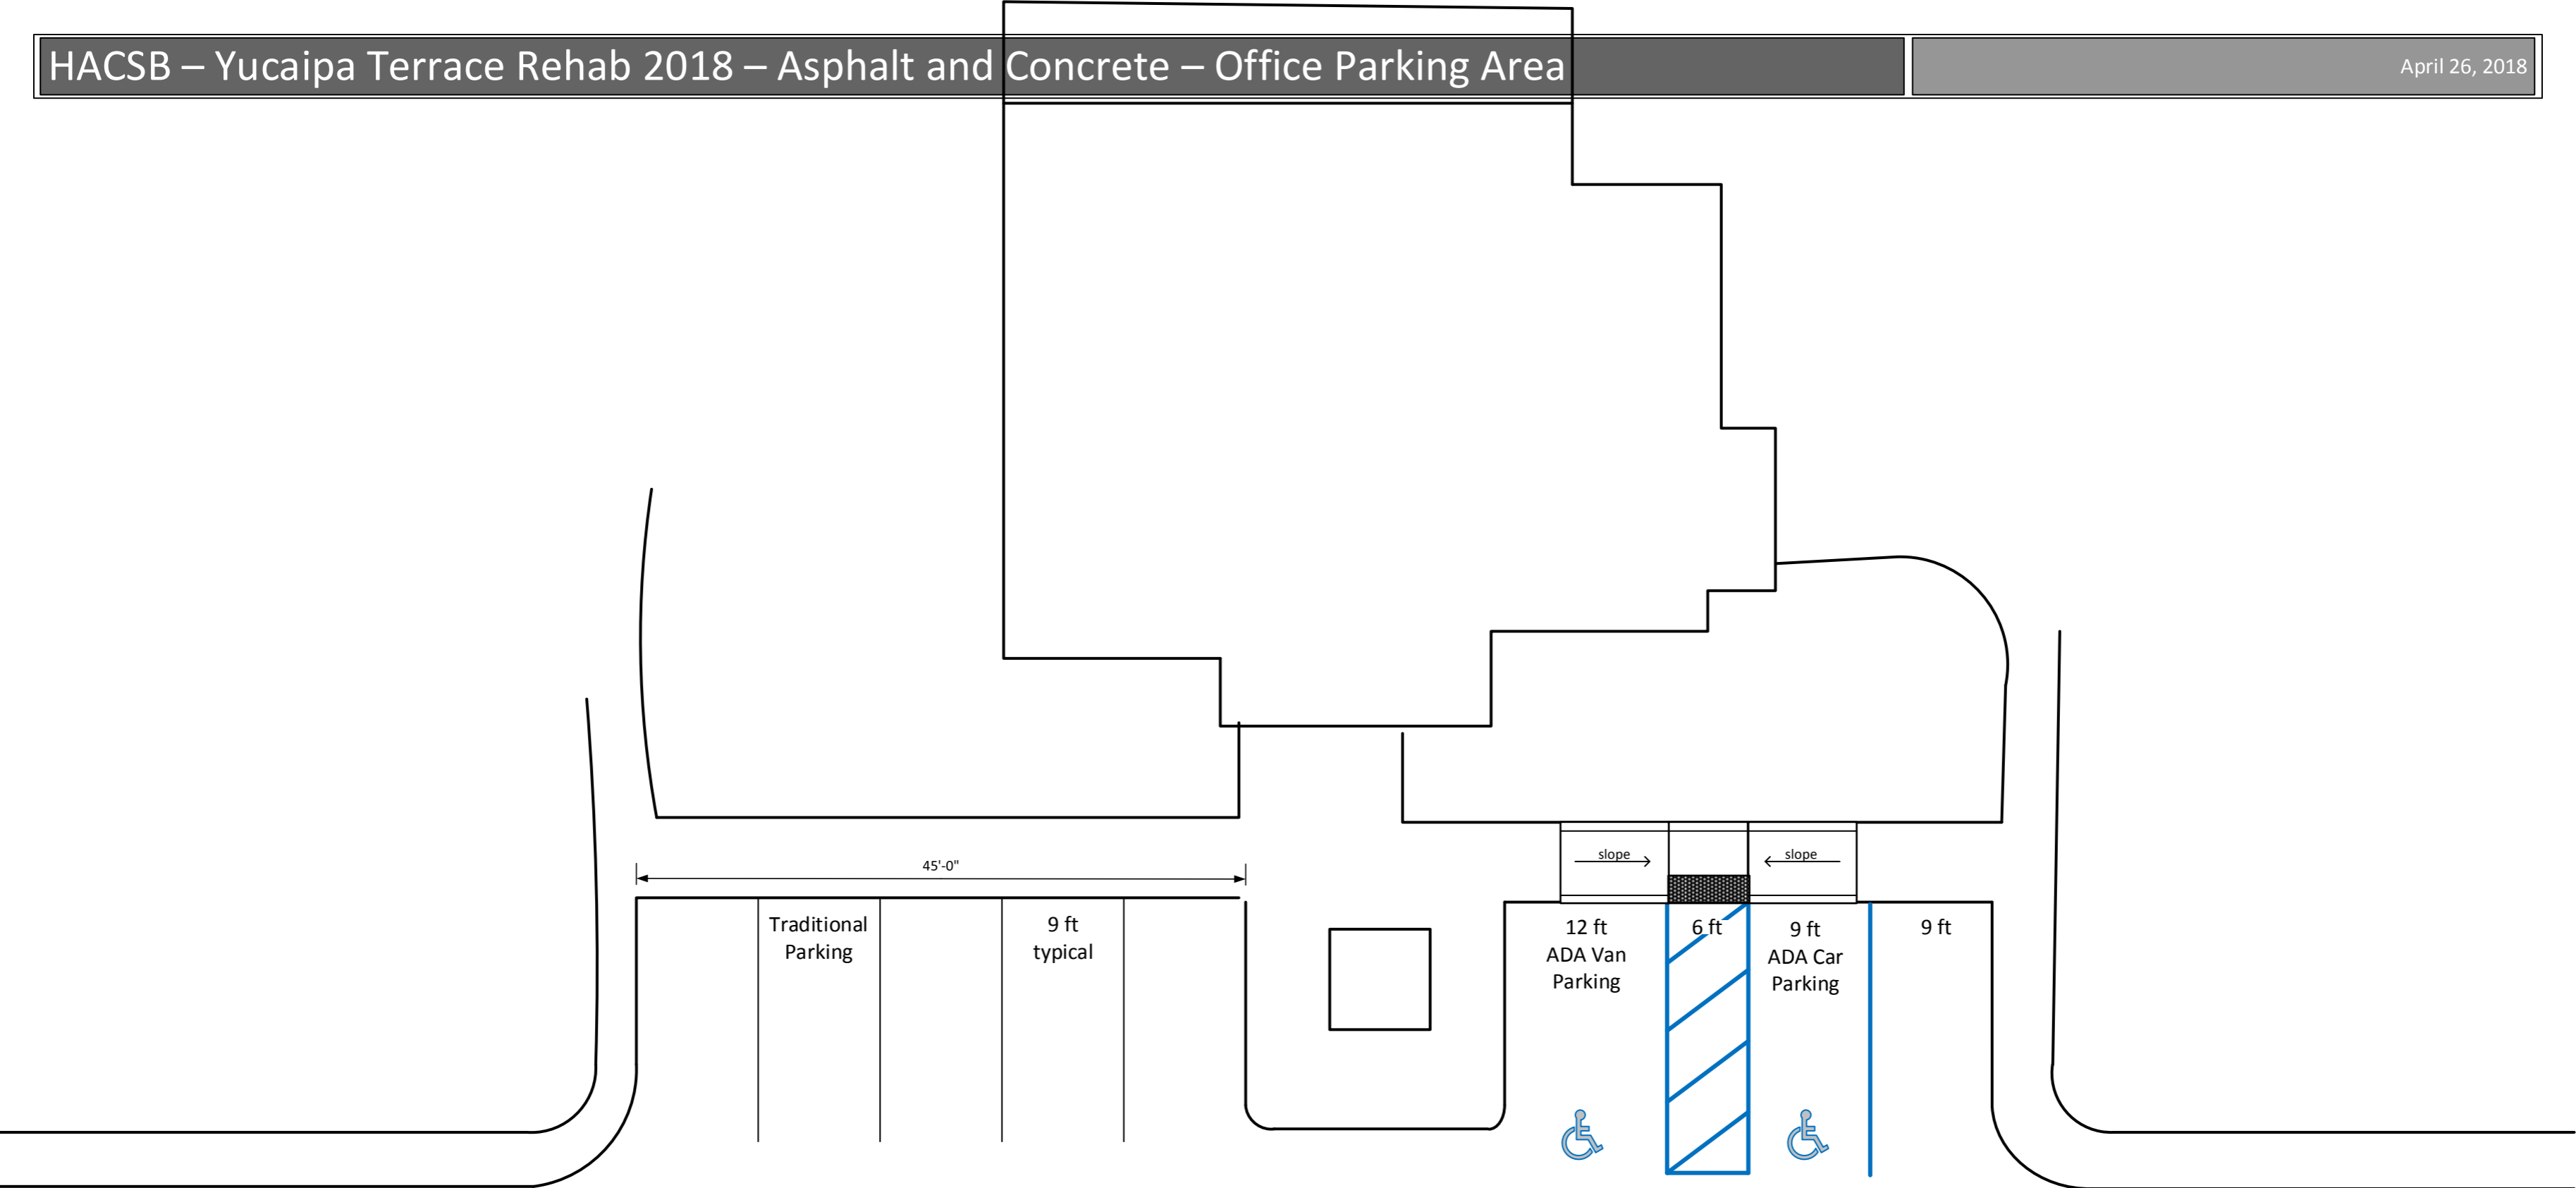 HACSB – Yucaipa Terrace Rehab 2018 – Asphalt and Concrete – Office Parking Area
April 26, 2018
slope
slope
45'-0"
Traditional
Parking
9 ft
typical
12 ft
ADA Van
Parking
6 ft
9 ft
ADA Car
Parking
9 ft